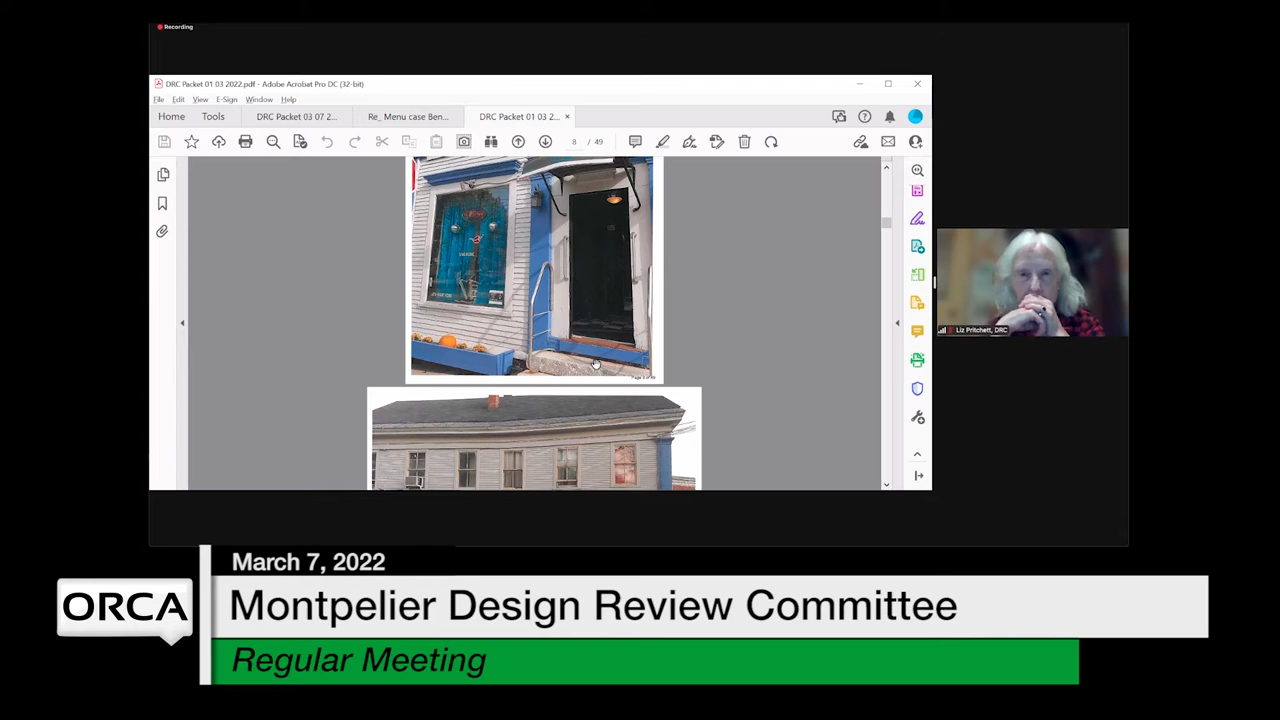 Recording
DRC Packet 01 03 2022.pdf - Adobe Acrobat Pro DC (32-bit)
File Edit View E-Sign Window Help
Home Tools DRC Packet 03 07 2... Re_ Menu case Ben... DRC Packet 01 03 2... ×
8 / 49
Liz Pritchett, DRC
March 7, 2022
ORCA
Montpelier Design Review Committee
Regular Meeting